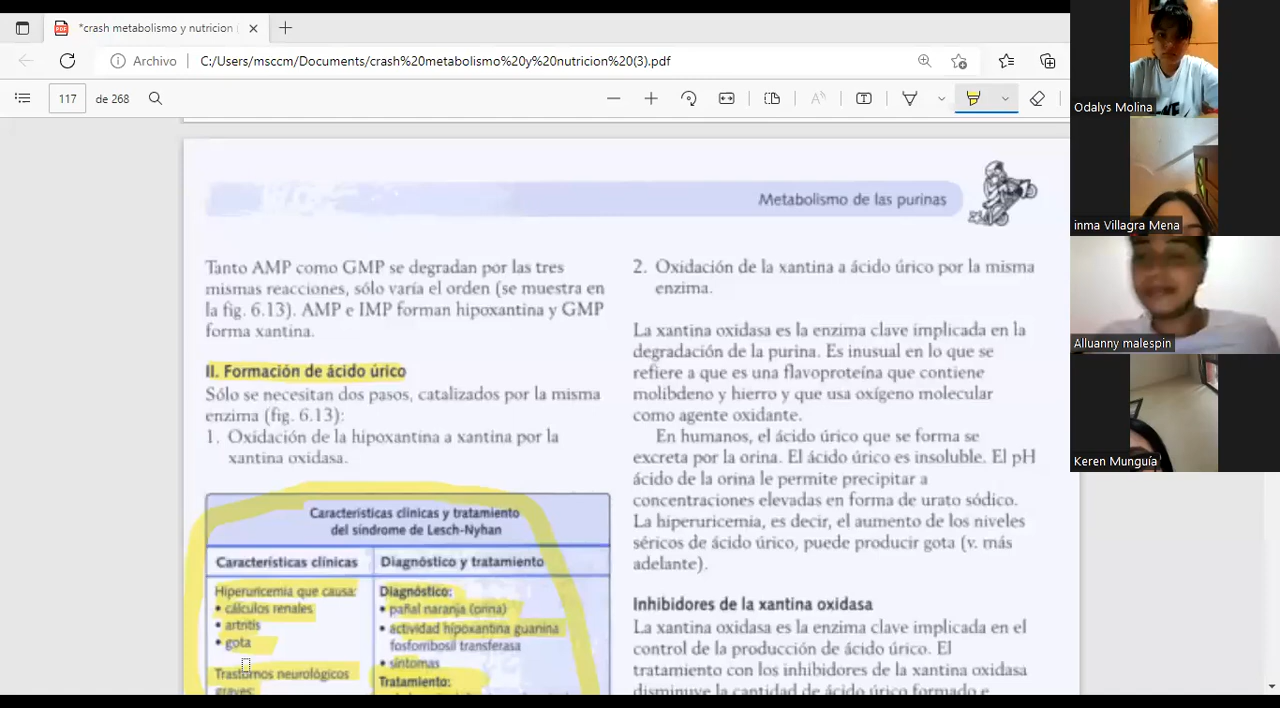 *crash metabolismo y nutricion
Archivo
C:/Users/msccm/Documents/crash%20metabolismo%20y%20nutricion%20(3).pdf
117
de 268
Metabolismo de las purinas
Tanto AMP como GMP se degradan por las tres
mismas reacciones, sólo varía el orden (se muestra en
la fig. 6.13). AMP e IMP forman hipoxantina y GMP
forma xantina.
II. Formación de ácido úrico
Sólo se necesitan dos pasos, catalizados por la misma
enzima (fig. 6.13):
1. Oxidación de la hipoxantina a xantina por la
xantina oxidasa.
Características clínicas y tratamiento
del síndrome de Lesch-Nyhan
Características clínicas
Diagnóstico y tratamiento
Hiperuricemia que causa:
• cálculos renales
• artritis
• gota
Trastornos neurológicos
graves:
Diagnóstico:
• pañal naranja (orina)
• actividad hipoxantina guanina
fosforribosil transferasa
• síntomas
Tratamiento:
2. Oxidación de la xantina a ácido úrico por la misma
enzima.
La xantina oxidasa es la enzima clave implicada en la
degradación de la purina. Es inusual en lo que se
refiere a que es una flavoproteína que contiene
molibdeno y hierro y que usa oxígeno molecular
como agente oxidante.
En humanos, el ácido úrico que se forma se
excreta por la orina. El ácido úrico es insoluble. El pH
ácido de la orina le permite precipitar a
concentraciones elevadas en forma de urato sódico.
La hiperuricemia, es decir, el aumento de los niveles
séricos de ácido úrico, puede producir gota (v. más
adelante).
Inhibidores de la xantina oxidasa
La xantina oxidasa es la enzima clave implicada en el
control de la producción de ácido úrico. El
tratamiento con los inhibidores de la xantina oxidasa
disminuye la cantidad de ácido úrico formado e
Odalys Molina
inma Villagra Mena
Alluanny malespin
Keren Munguía